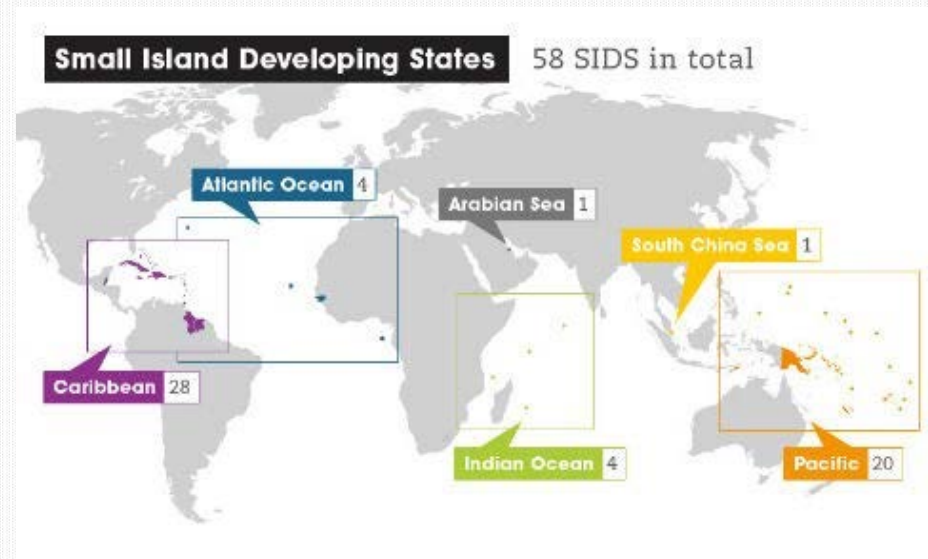 Small Island Developing States 58 SIDS in total
Atlantic Ocean 4
Arabian Sea 1
South China Sea 1
Caribbean 28
Indian Ocean 4
Pacific 20